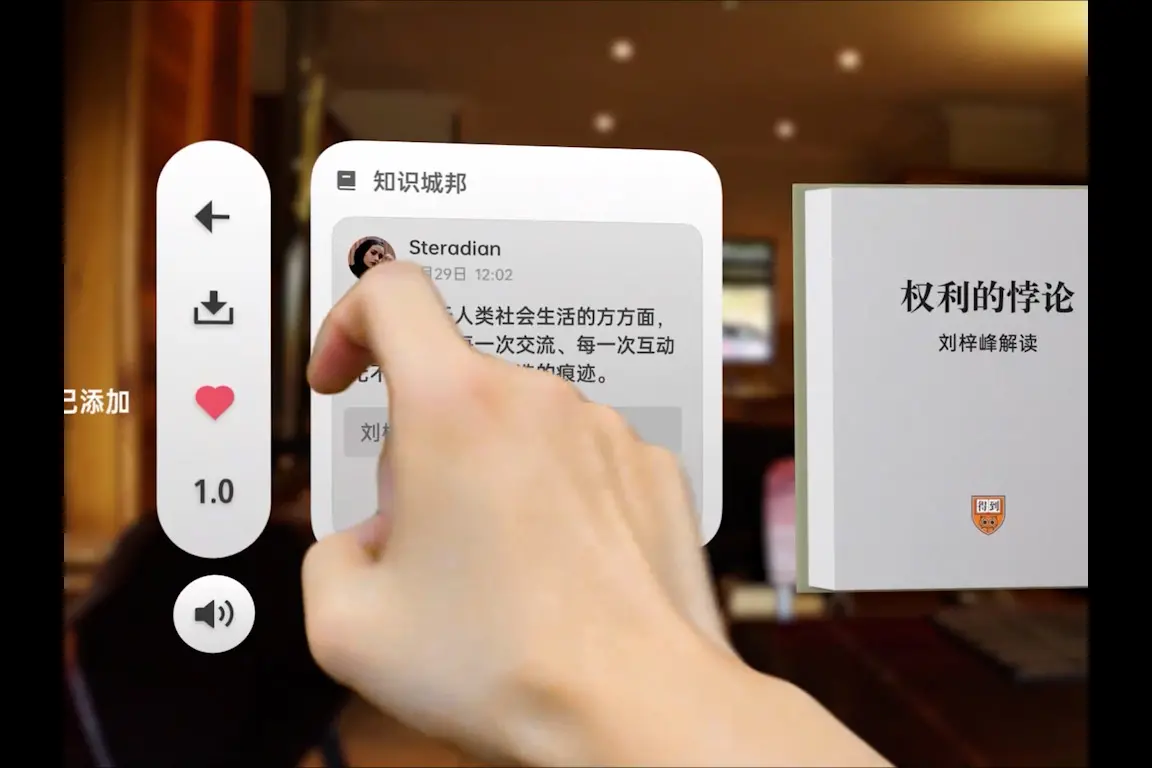 知识城邦
Steradian
月29日 12:02
人类社会生活的方方面，
每一次交流、每一次互动
的痕迹。
刘
已添加
1.0
权利的悖论
刘梓峰解读
得到